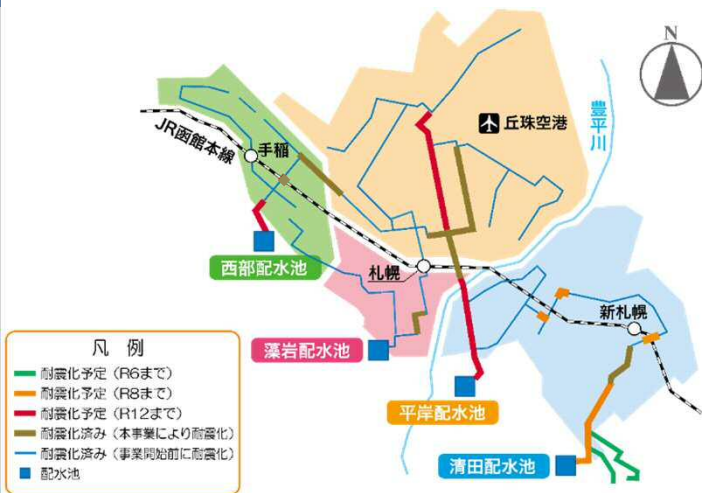 N
丘珠空港
豊平川
JR函館本線
手稲
西部配水池
札幌
新札幌
藻岩配水池
平岸配水池
清田配水池
凡 例
耐震化予定（R6まで）
耐震化予定（R8まで）
耐震化予定（R12まで）
耐震化済み（本事業により耐震化）
耐震化済み（事業開始前に耐震化）
配水池